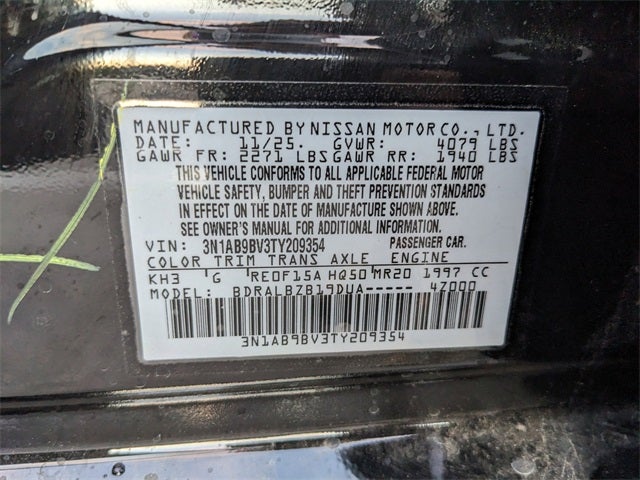 MANUFACTURED BY NISSAN MOTOR CO., LTD.
DATE: 11/25. GVWR: 4079 LBS
GAWR FR: 2271 LBS GAWR RR: 1940 LBS
THIS VEHICLE CONFORMS TO ALL APPLICABLE FEDERAL MOTOR
VEHICLE SAFETY, BUMPER AND THEFT PREVENTION STANDARDS
IN EFFECT ON THE DATE OF MANUFACTURE SHOWN ABOVE.
SEE OWNER'S MANUAL FOR ADDITIONAL INFORMATION.
VIN: 3N1AB9BV3TY209354 PASSENGER CAR.
COLOR TRIM TRANS AXLE ENGINE
KH3 'G RE0F15A HQ50 MR20 1997 CC
MODEL: BDRALBZB19DUA----- 4Z000
3N1AB9BV3TY209354